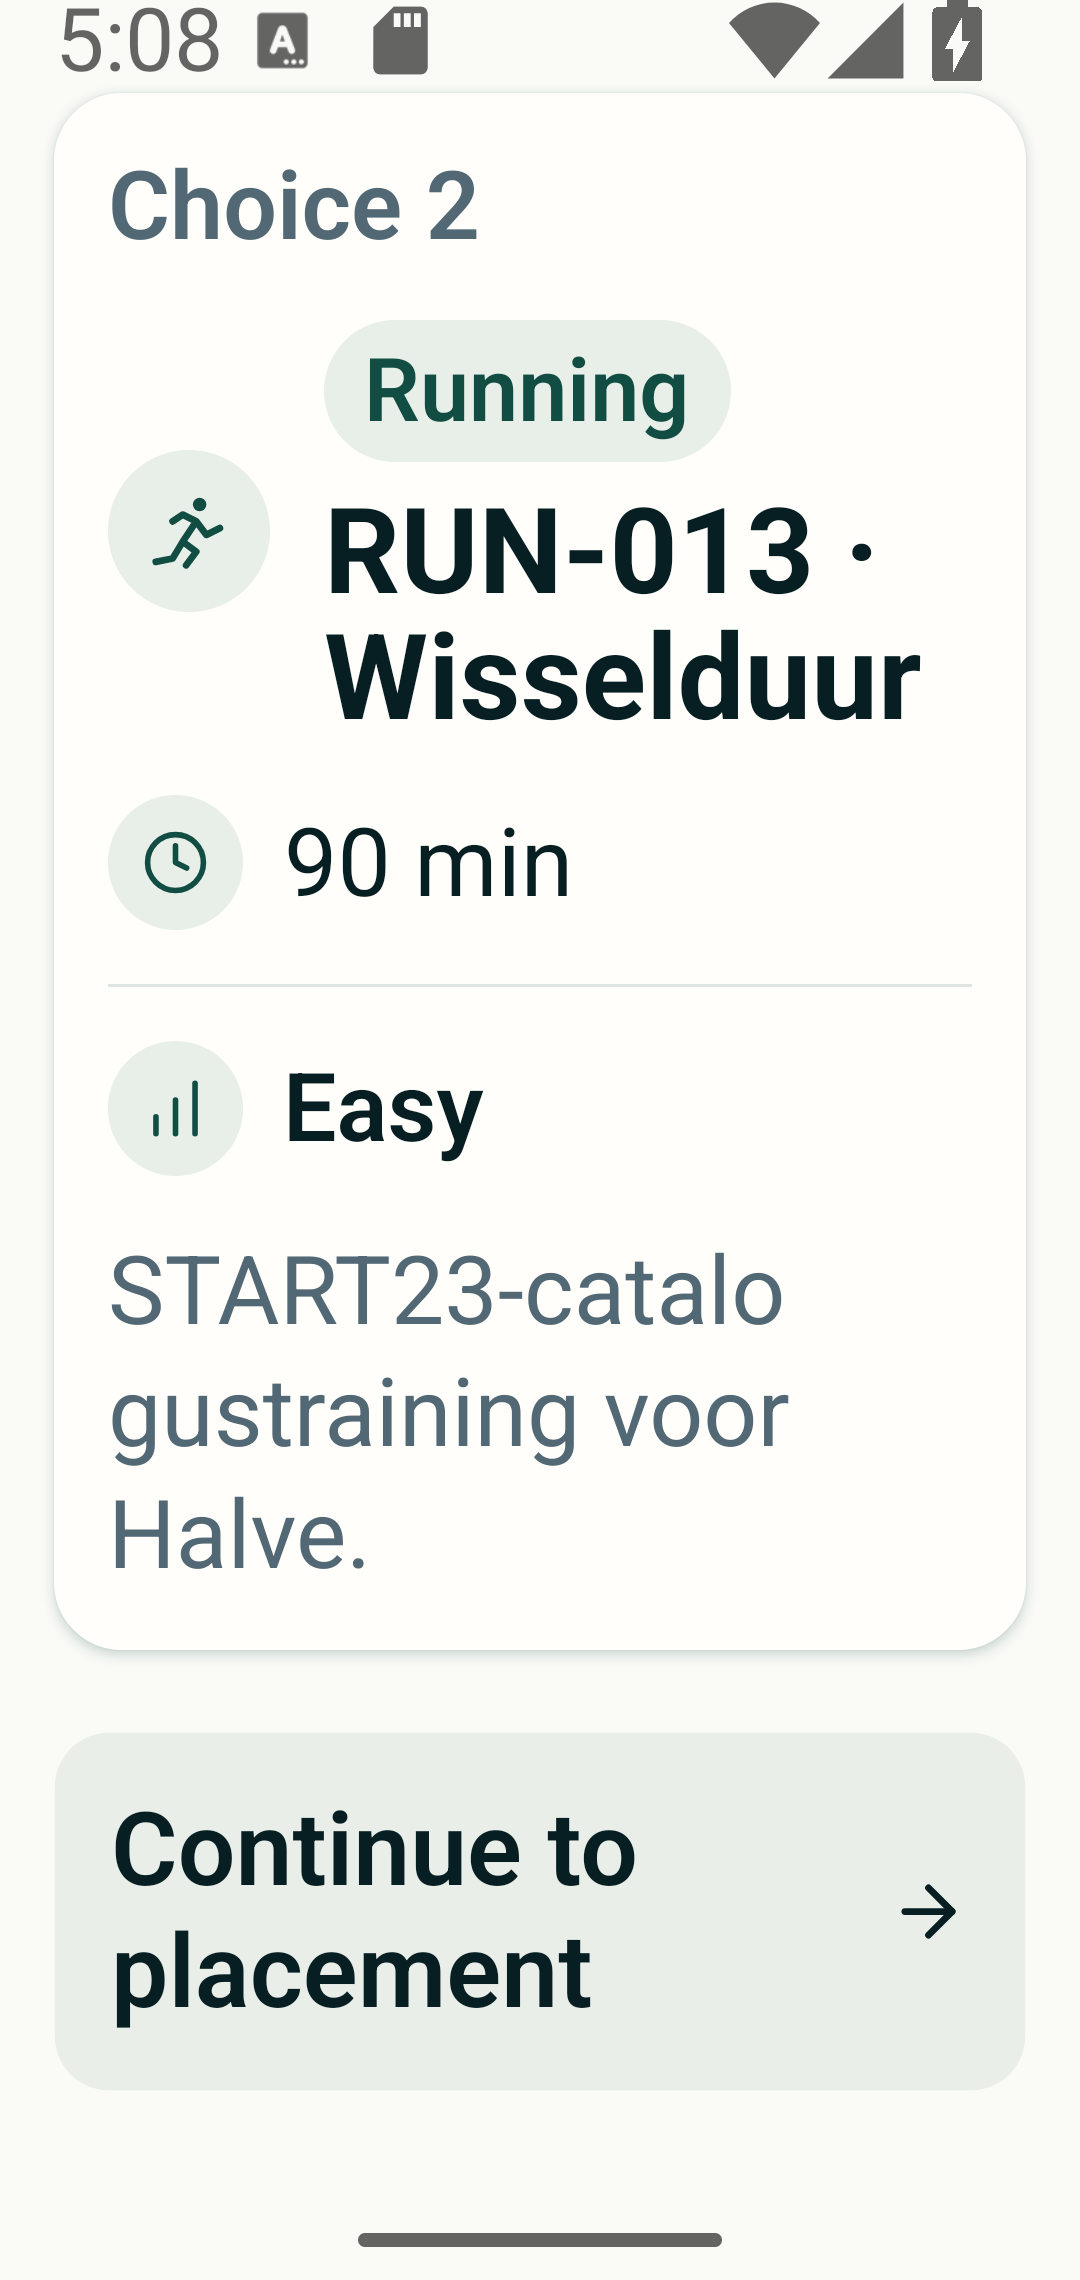 5:08
Choice 2
Running
RUN-013 ·
Wisselduur
90 min
Easy
START23-catalo
gustraining voor
Halve.
Continue to
placement